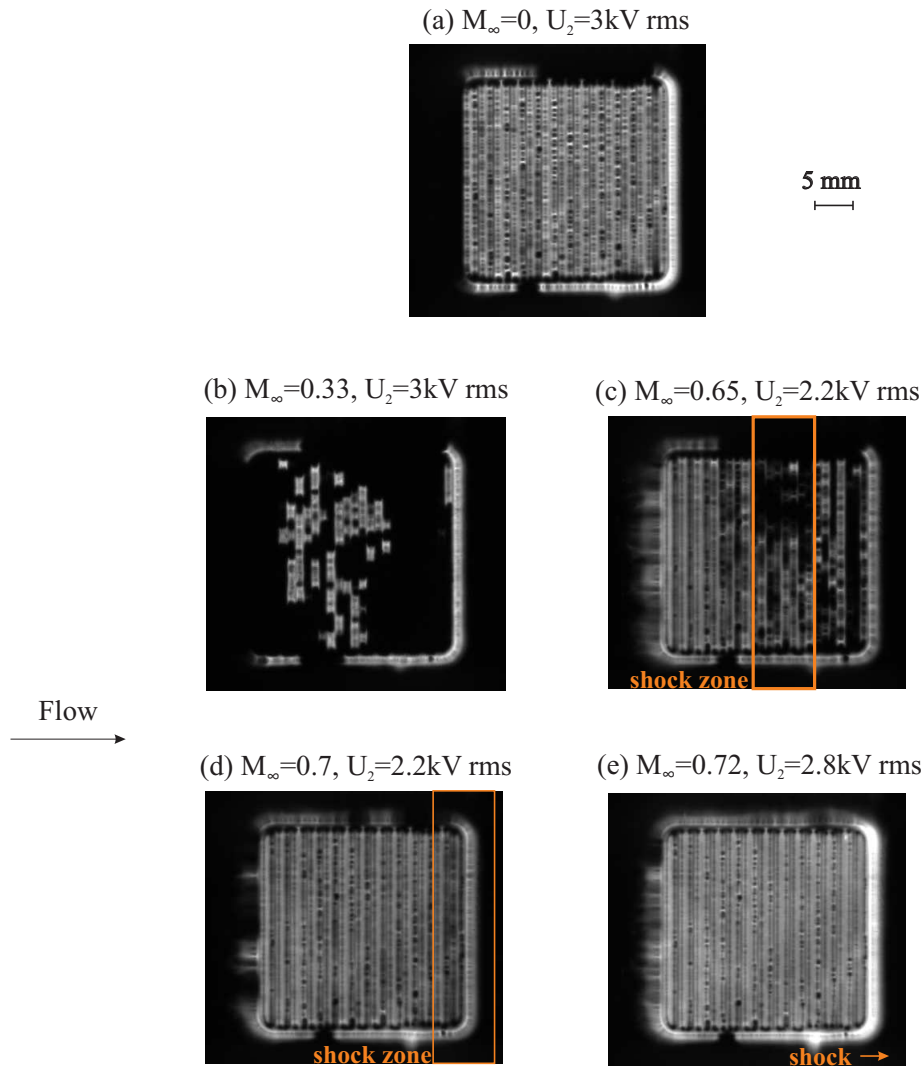 (a) M∞=0, U₂=3kV rms
5 mm
(b) M∞=0.33, U₂=3kV rms
(c) M∞=0.65, U₂=2.2kV rms
shock zone
Flow
(d) M∞=0.7, U₂=2.2kV rms
(e) M∞=0.72, U₂=2.8kV rms
shock zone
shock